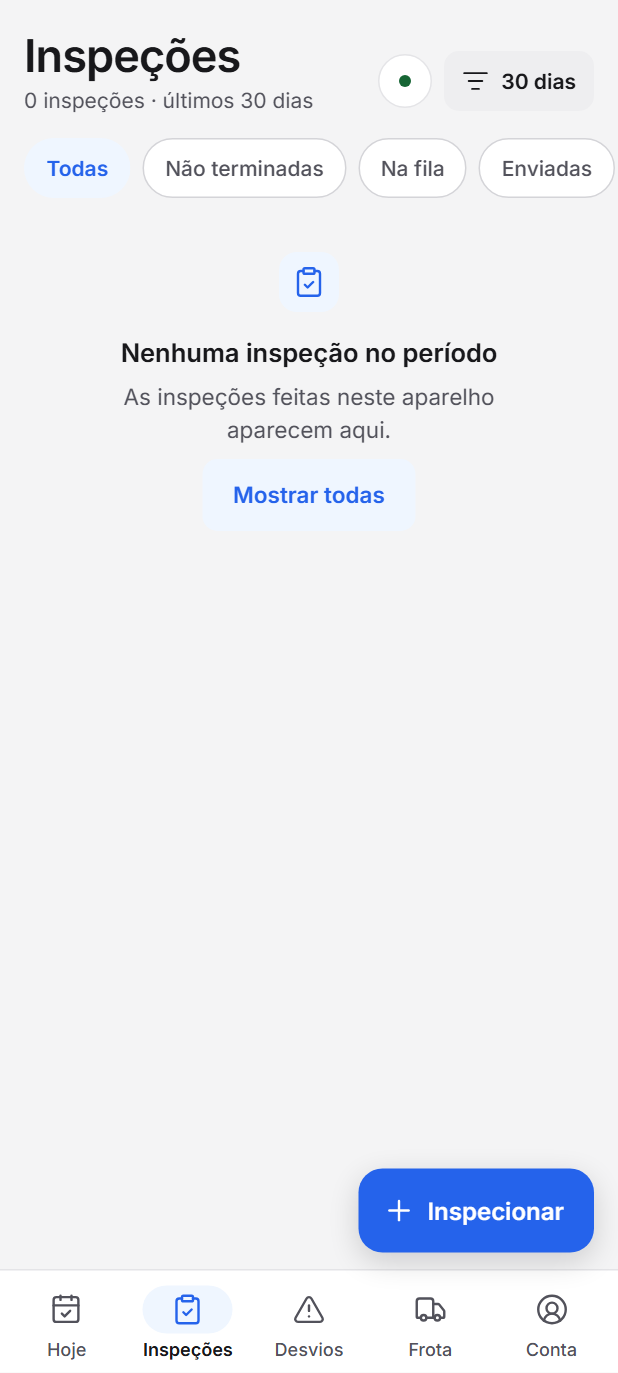 Inspeções
0 inspeções · últimos 30 dias
30 dias
Todas
Não terminadas
Na fila
Enviadas
Nenhuma inspeção no período
As inspeções feitas neste aparelho
aparecem aqui.
Mostrar todas
Inspecionar
Hoje
Inspeções
Desvios
Frota
Conta